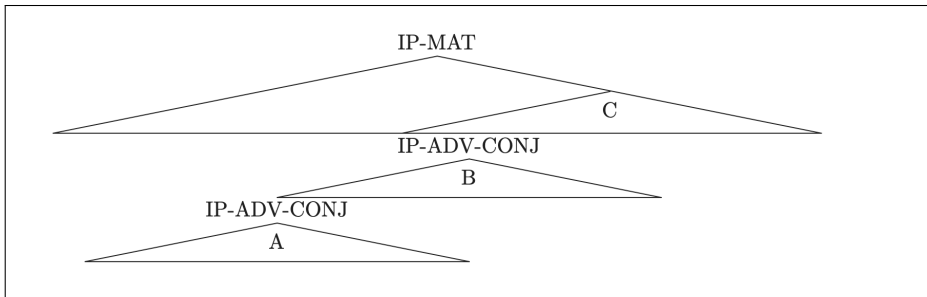 IP-MAT
C
IP-ADV-CONJ
B
IP-ADV-CONJ
A